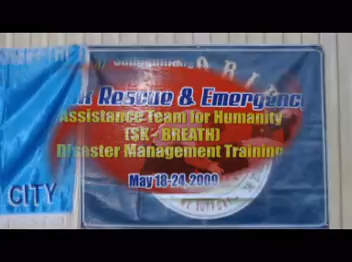 Rescue & Emergenc
Assistance Team for Humanity
(SK - BREATH)
Disaster Management Training
May 18-24, 2009
CITY